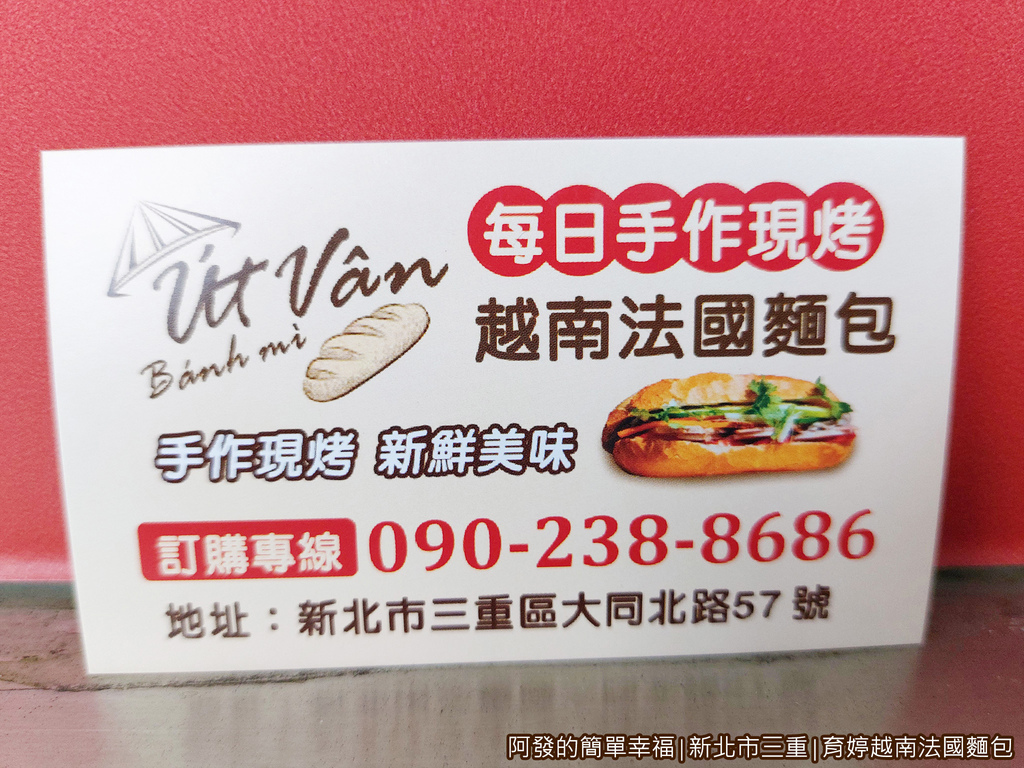 Út Vân
Bánh mì
每日手作現烤
越南法國麵包
手作現烤 新鮮美味
訂購專線 090-238-8686
地址：新北市三重區大同北路57 號
阿發的簡單幸福|新北市三重|育婷越南法國麵包